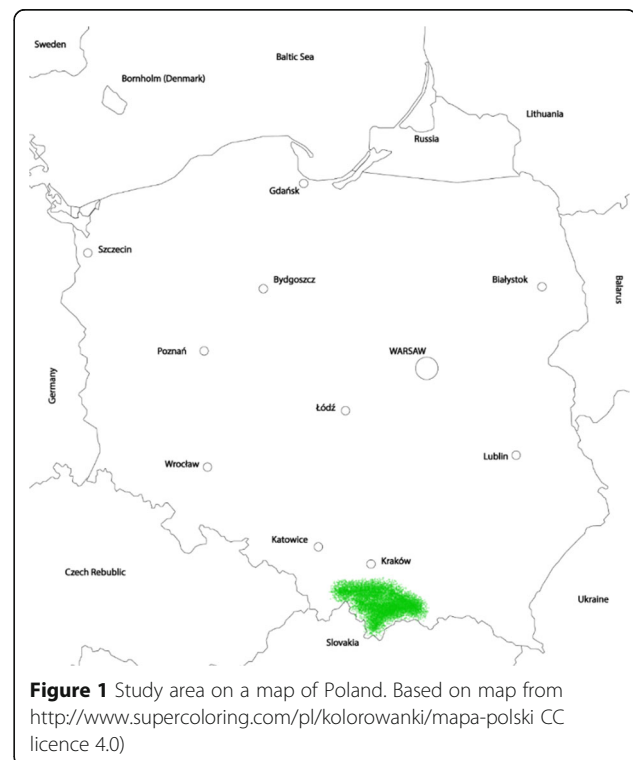 Sweden
Baltic Sea
Bornholm (Denmark)
Lithuania
Russia
Gdańsk
Szczecin
Bydgoszcz
Białystok
Balarus
Poznań
WARSAW
Germany
Łódź
Wrocław
Lublin
Katowice
Kraków
Czech Rebublic
Ukraine
Slovakia
Figure 1 Study area on a map of Poland. Based on map from
http://www.supercoloring.com/pl/kolorowanki/mapa-polski CC
licence 4.0)